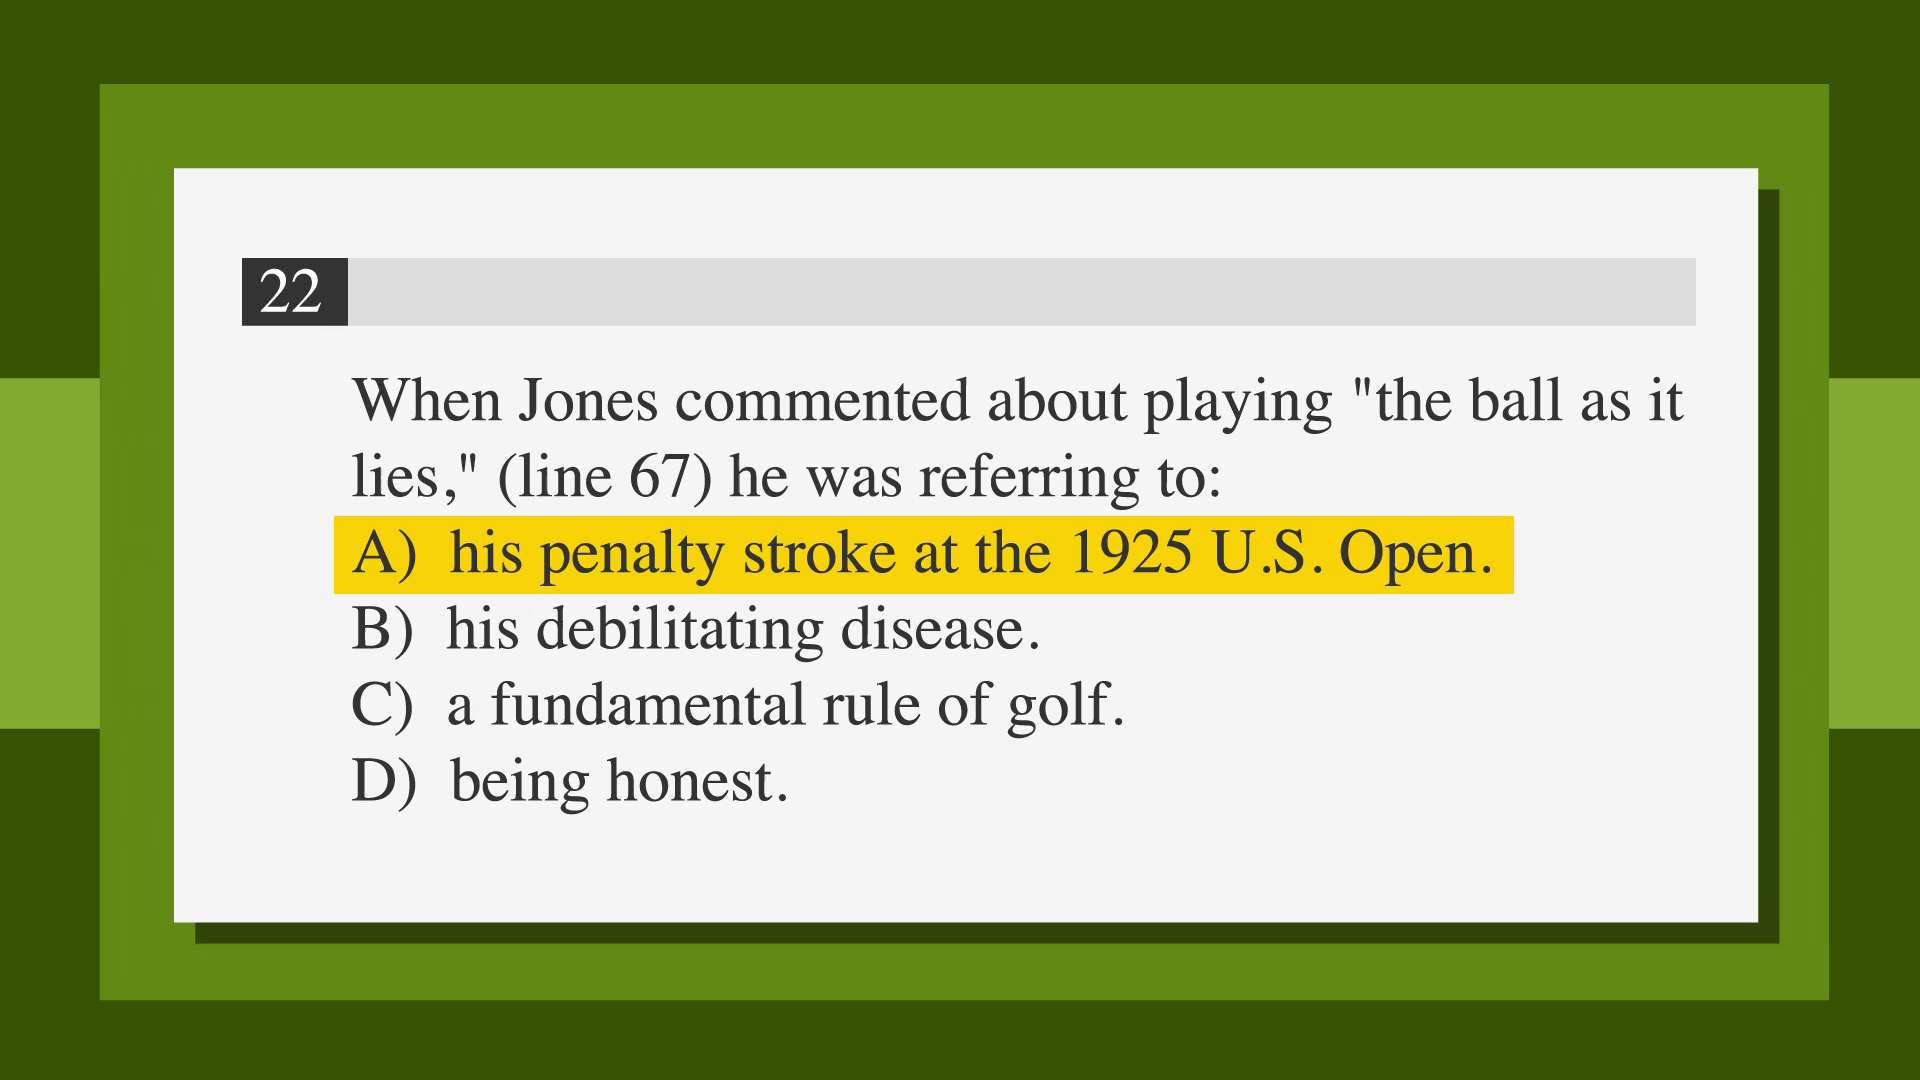 22
When Jones commented about playing "the ball as it
lies," (line 67) he was referring to:
A) his penalty stroke at the 1925 U.S. Open.
B) his debilitating disease.
C) a fundamental rule of golf.
D) being honest.